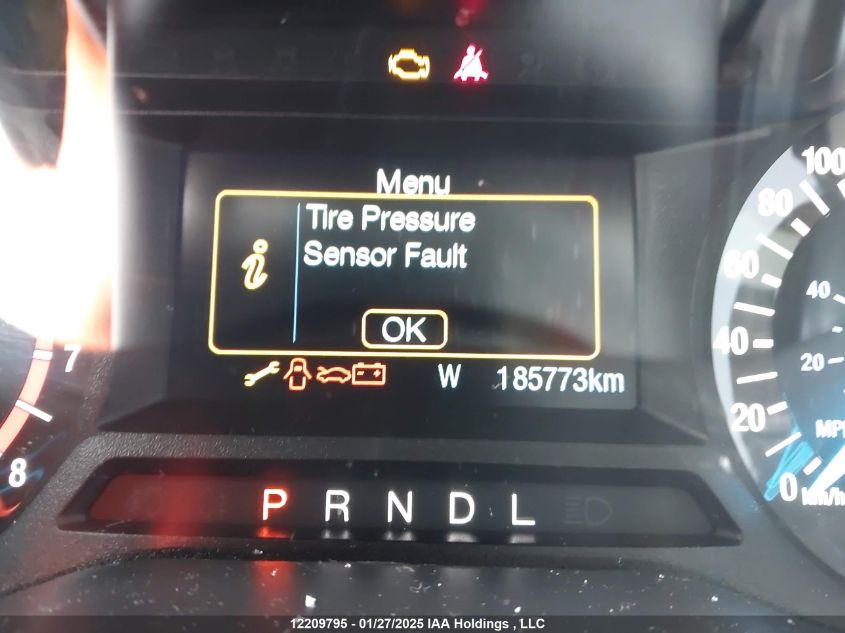 Menu
Tire Pressure
Sensor Fault
OK
W 185773km
P R N D L
7
8
100
80
60
40
20
0
40
20
km/h
12209795 - 01/27/2025 IAA Holdings , LLC